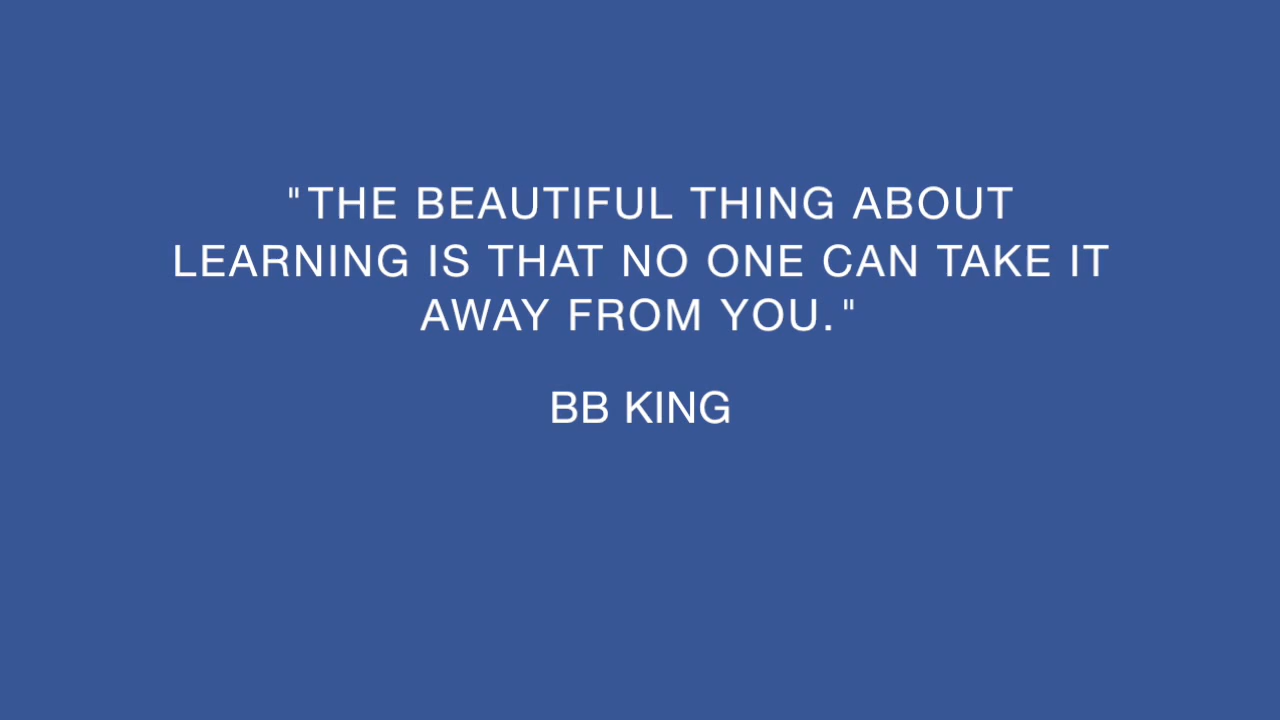 "THE BEAUTIFUL THING ABOUT
LEARNING IS THAT NO ONE CAN TAKE IT
AWAY FROM YOU."
BB KING